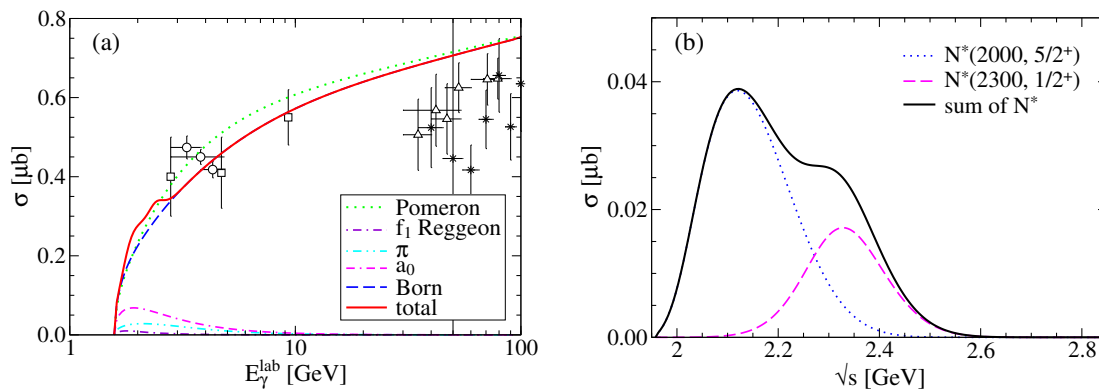 (a)
σ [μb]
0.8
0.6
0.4
0.2
0.0
Pomeron
f₁ Reggeon
π
a₀
Born
total
1
10
100
E_γ^lab [GeV]
(b)
σ [μb]
0.04
0.02
0.00
N*(2000, 5/2⁺)
N*(2300, 1/2⁺)
sum of N*
2
2.2
2.4
2.6
2.8
√s [GeV]